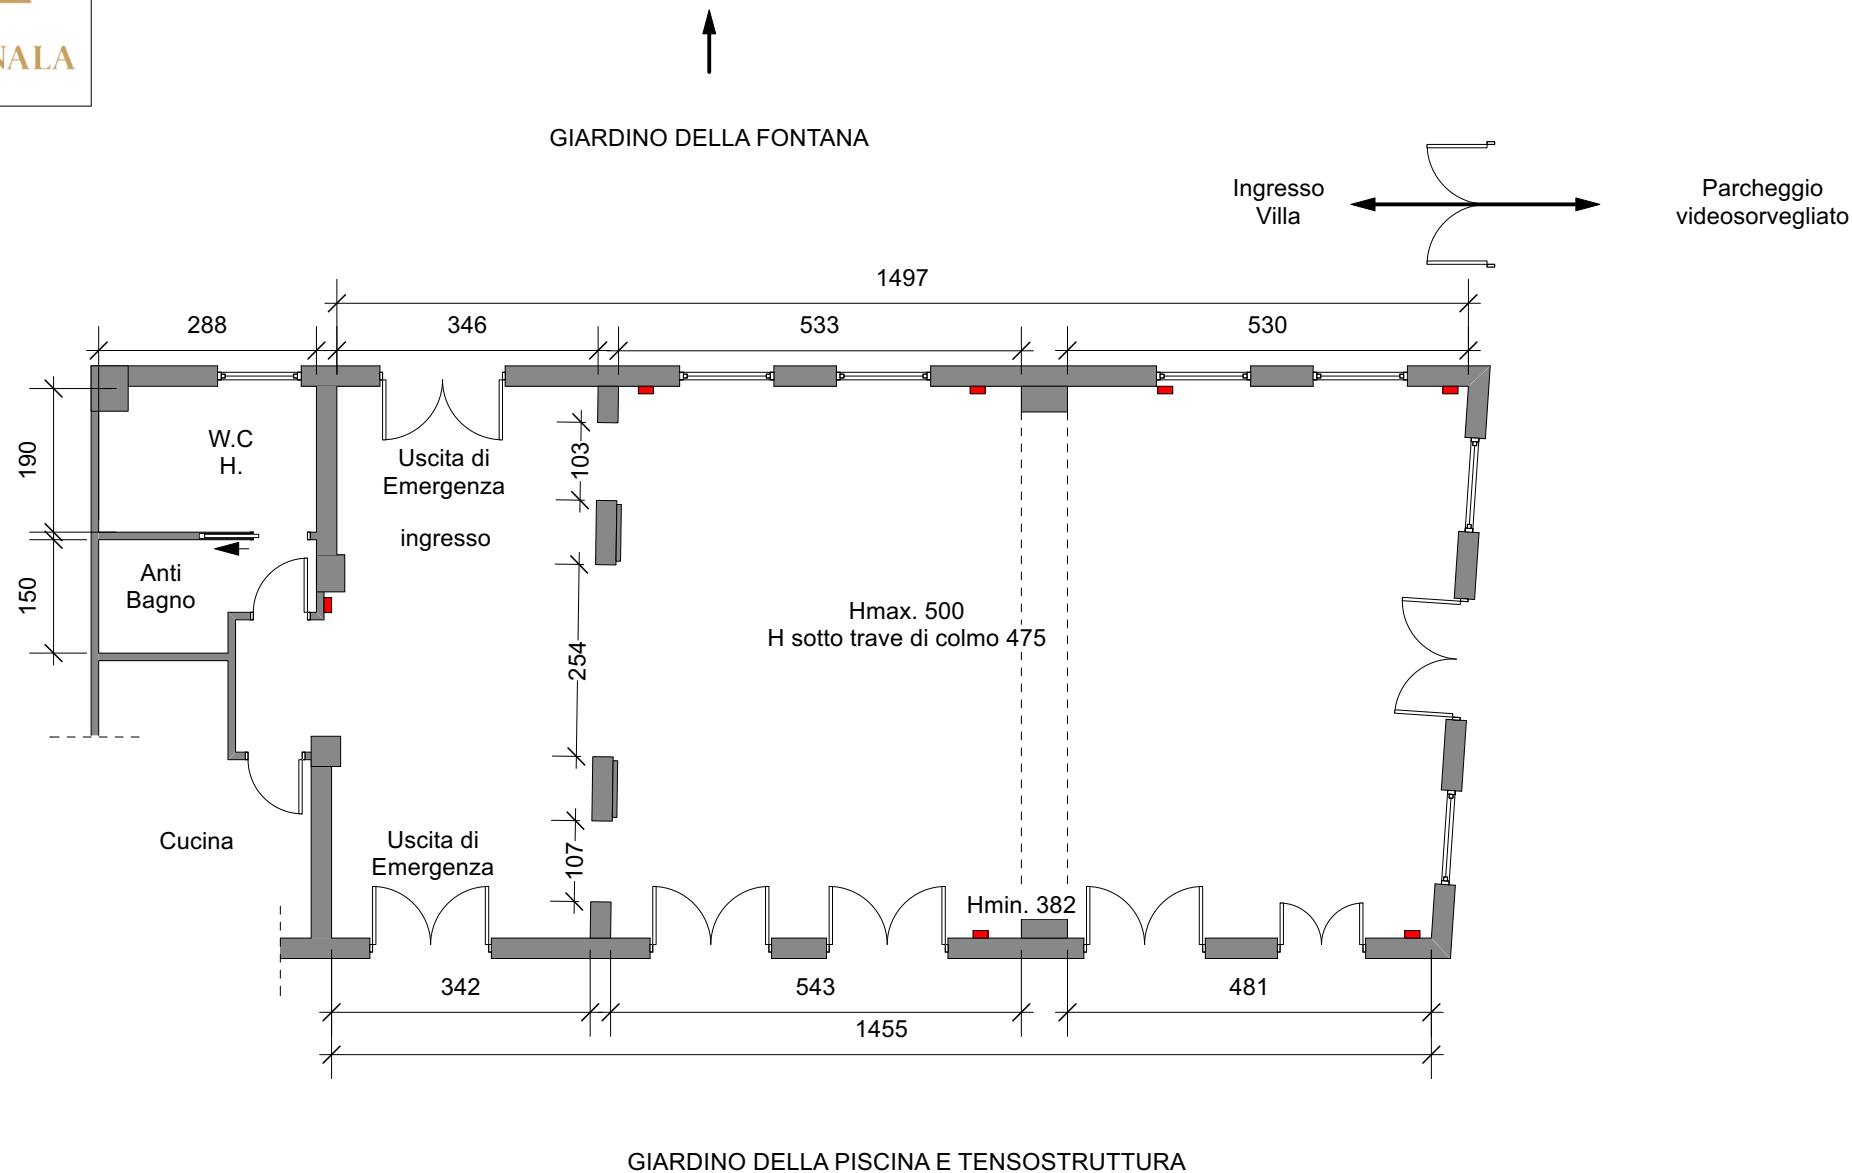 NALA
GIARDINO DELLA FONTANA
Ingresso
Villa
Parcheggio
videosorvegliato
1497
288
346
533
530
190
W.C
H.
103
Uscita di
Emergenza
ingresso
150
Anti
Bagno
254
Hmax. 500
H sotto trave di colmo 475
Cucina
Uscita di
Emergenza
107
Hmin. 382
342
543
481
1455
GIARDINO DELLA PISCINA E TENSOSTRUTTURA